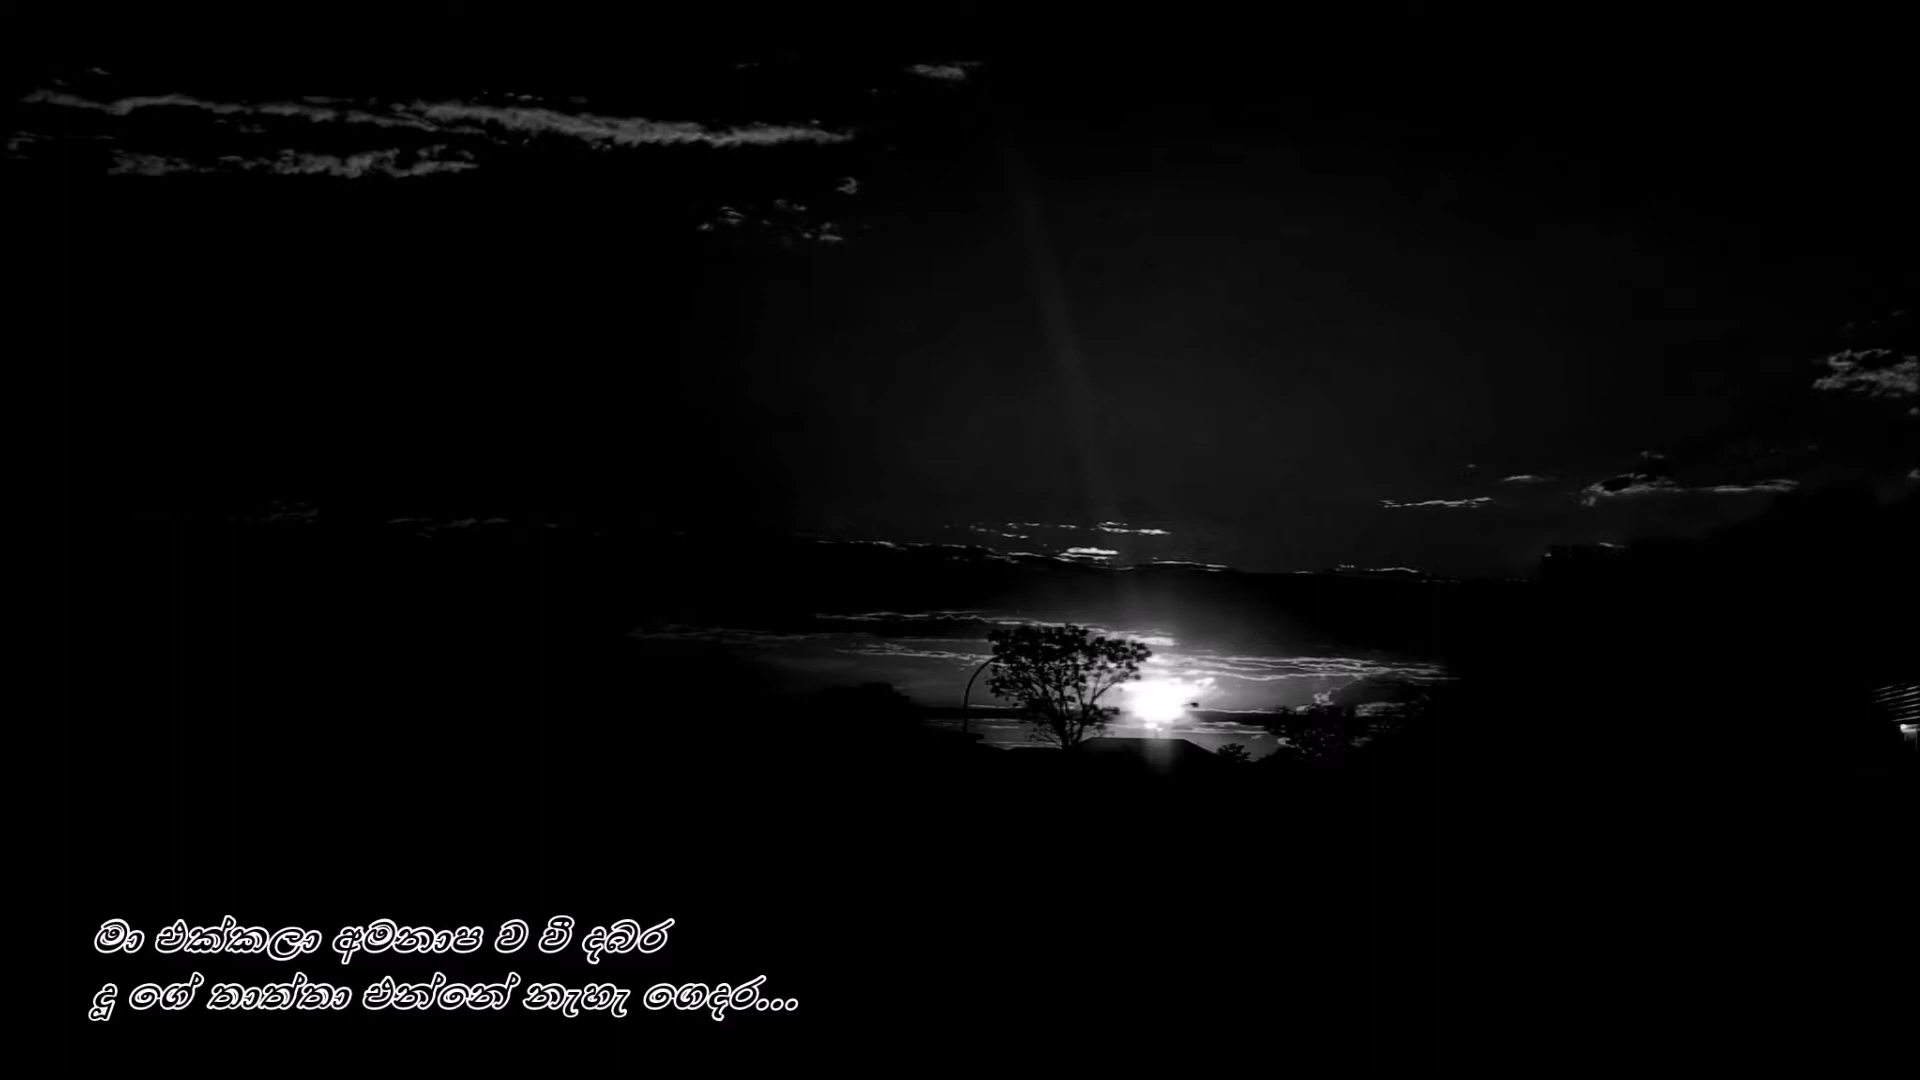 මා එක්කලා අමනාප ව වී දබර
දූ ගේ තාත්තා එන්නේ නැහැ ගෙදර...